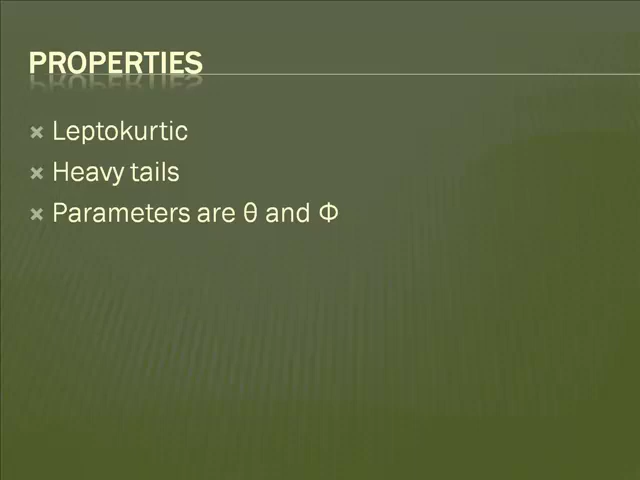 PROPERTIES
Leptokurtic
Heavy tails
Parameters are θ and Φ